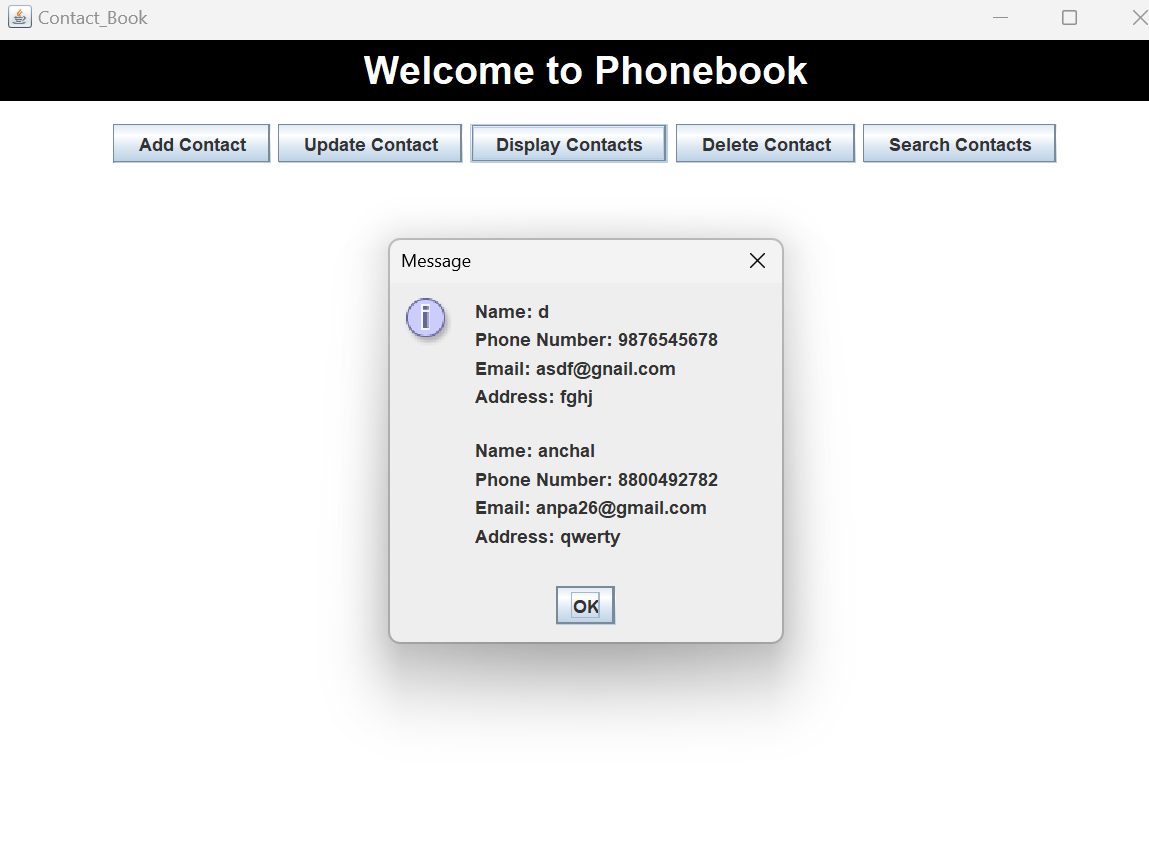 Contact_Book
Welcome to Phonebook
Add Contact Update Contact Display Contacts Delete Contact Search Contacts
Message
i
Name: d
Phone Number: 9876545678
Email: asdf@gnail.com
Address: fghj
Name: anchal
Phone Number: 8800492782
Email: anpa26@gmail.com
Address: qwerty
OK